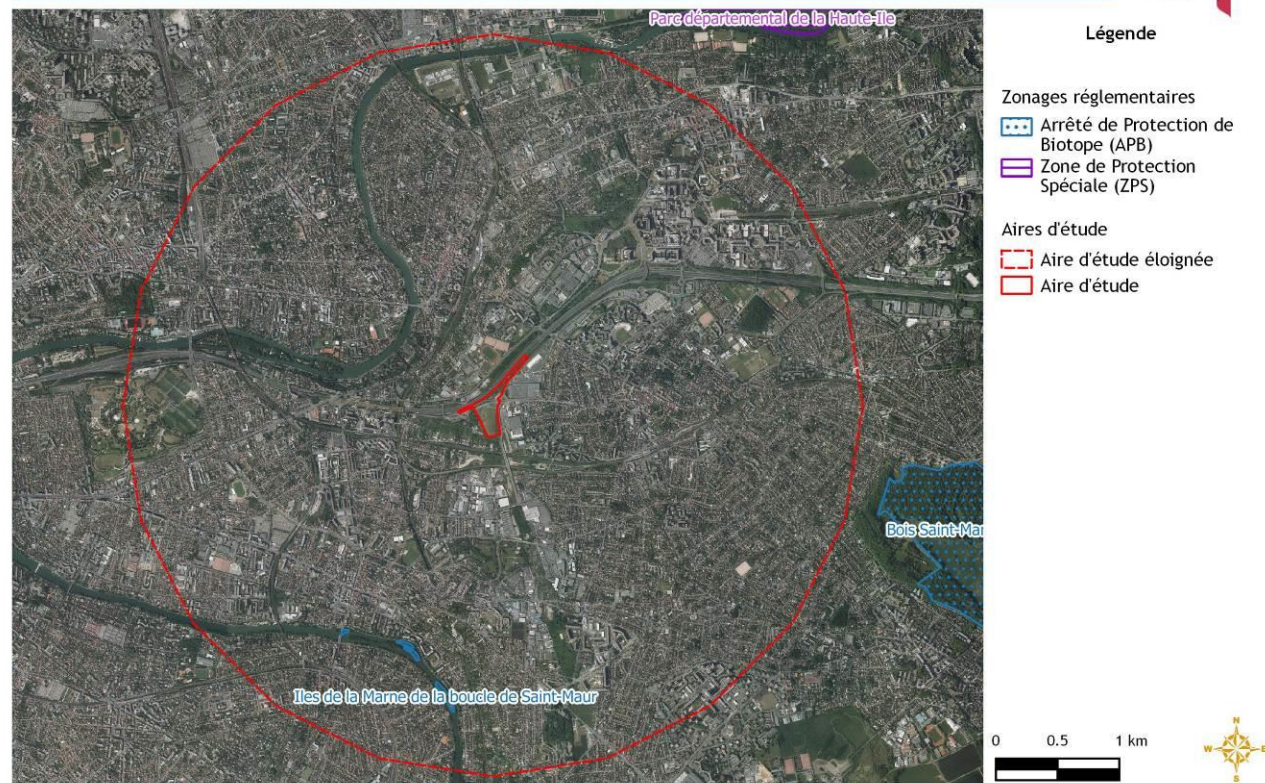 Parc départemental de la Haute-Ile
Bois Saint-Mar
Iles de la Marne de la boucle de Saint-Maur
Légende
Zonages réglementaires
Arrêté de Protection de
Biotope (APB)
Zone de Protection
Spéciale (ZPS)
Aires d'étude
Aire d'étude éloignée
Aire d'étude
0 0.5 1 km
N
W E
S